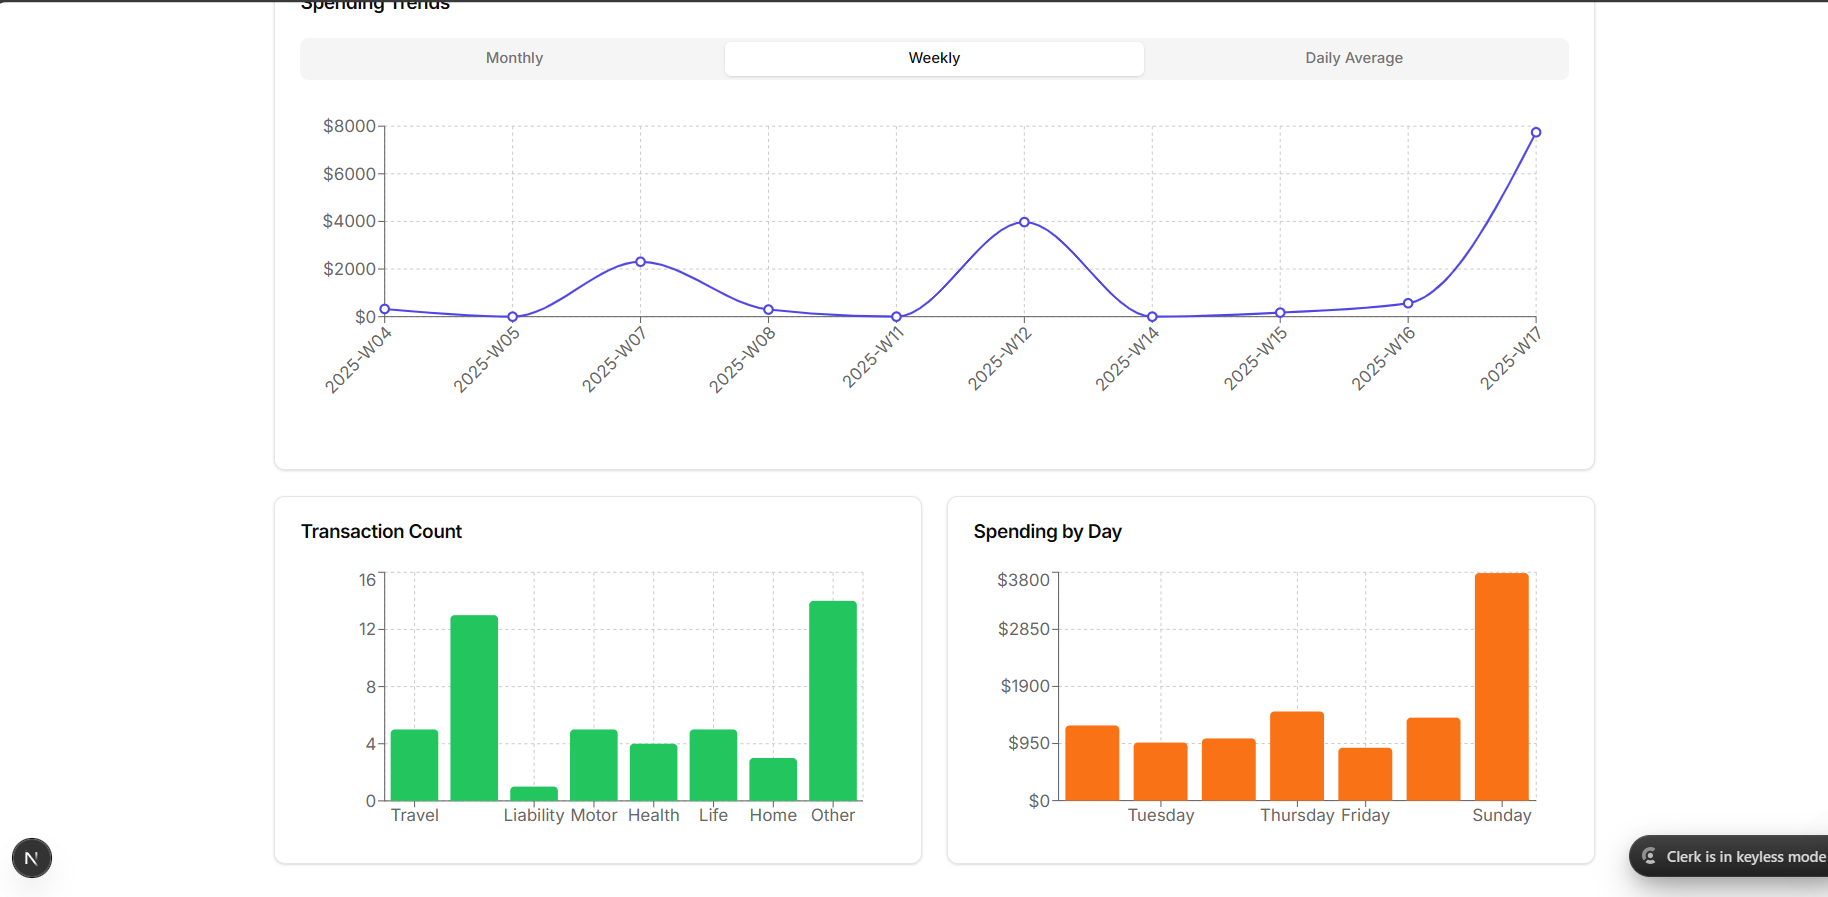 Spending Trends
Monthly Weekly Daily Average
$8000
$6000
$4000
$2000
$0
2025-W04 2025-W05 2025-W07 2025-W08 2025-W11 2025-W12 2025-W14 2025-W15 2025-W16 2025-W17
Transaction Count
16
12
8
4
0
Travel Liability Motor Health Life Home Other
Spending by Day
$3800
$2850
$1900
$950
$0
Tuesday Thursday Friday Sunday
N
Clerk is in keyless mode